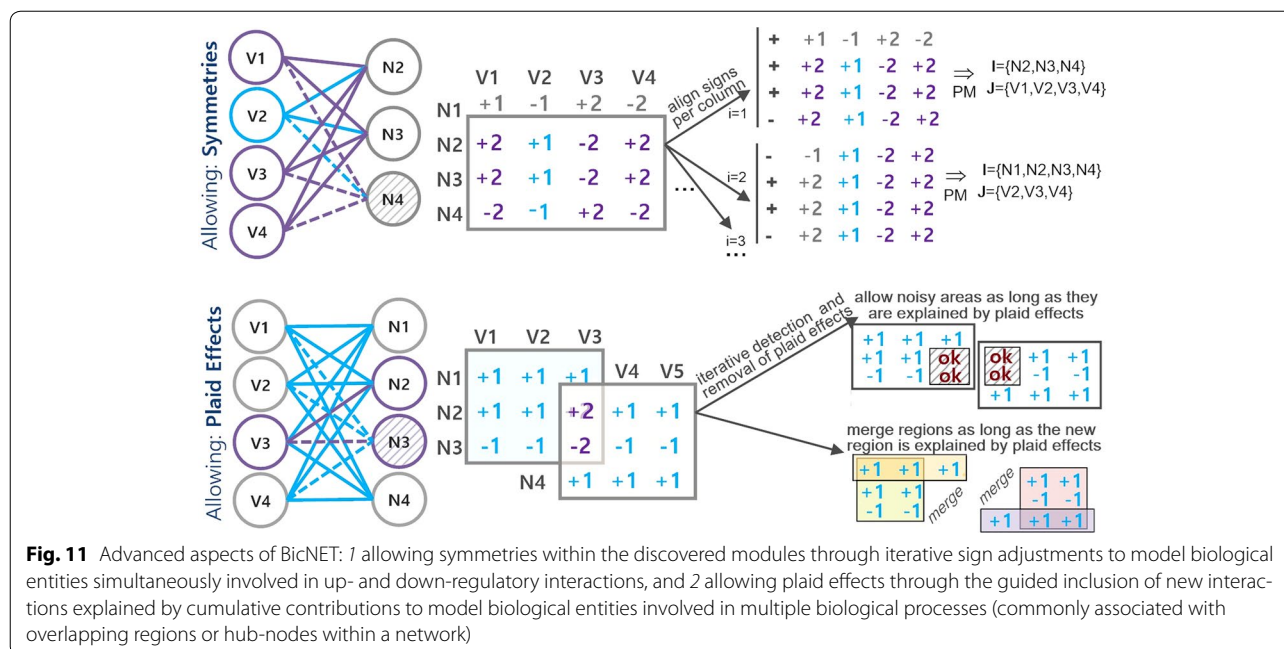 Allowing: Symmetries
V1
V2
V3
V4
N2
N3
N4
V1 V2 V3 V4
N1 +1 -1 +2 -2
N2 +2 +1 -2 +2
N3 +2 +1 -2 +2
N4 -2 -1 +2 -2
align signs
per column
i=1
i=2
i=3
...
...
+ +1 -1 +2 -2
+ +2 +1 -2 +2
+ +2 +1 -2 +2
- +2 +1 -2 +2
⇒
PM
I={N2,N3,N4}
J={V1,V2,V3,V4}
- -1 +1 -2 +2
+ +2 +1 -2 +2
+ +2 +1 -2 +2
- +2 +1 -2 +2
⇒
PM
I={N1,N2,N3,N4}
J={V2,V3,V4}
Allowing: Plaid Effects
V1
V2
V3
V4
N1
N2
N3
N4
V1 V2 V3
V4 V5
N1 +1 +1 +1
N2 +1 +1 +2 +1 +1
N3 -1 -1 -2 -1 -1
N4 +1 +1 +1
iterative detection and
removal of plaid effects
allow noisy areas as long as they
are explained by plaid effects
+1 +1 +1
+1 +1 ok
-1 -1 ok
ok +1 +1
ok -1 -1
+1 +1 +1
merge regions as long as the new
region is explained by plaid effects
+1 +1 +1
+1 +1
-1 -1
merge
merge
+1 +1
-1 -1
+1 +1 +1
Fig. 11 Advanced aspects of BicNET: 1 allowing symmetries within the discovered modules through iterative sign adjustments to model biological
entities simultaneously involved in up- and down-regulatory interactions, and 2 allowing plaid effects through the guided inclusion of new interac-
tions explained by cumulative contributions to model biological entities involved in multiple biological processes (commonly associated with
overlapping regions or hub-nodes within a network)